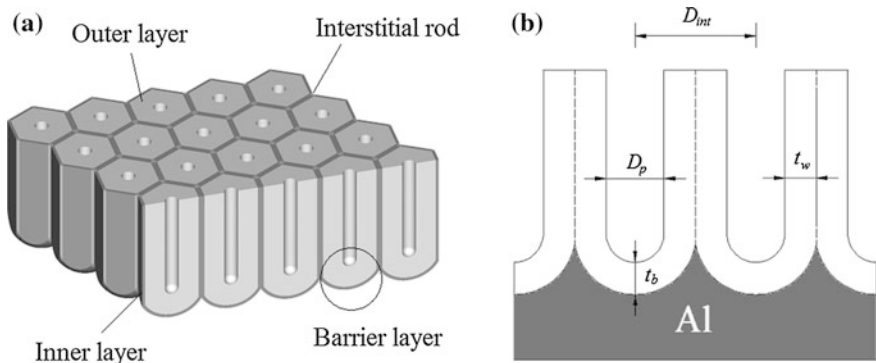 (a)
Outer layer
Interstitial rod
Inner layer
Barrier layer
(b)
D_int
D_p
t_w
t_b
Al